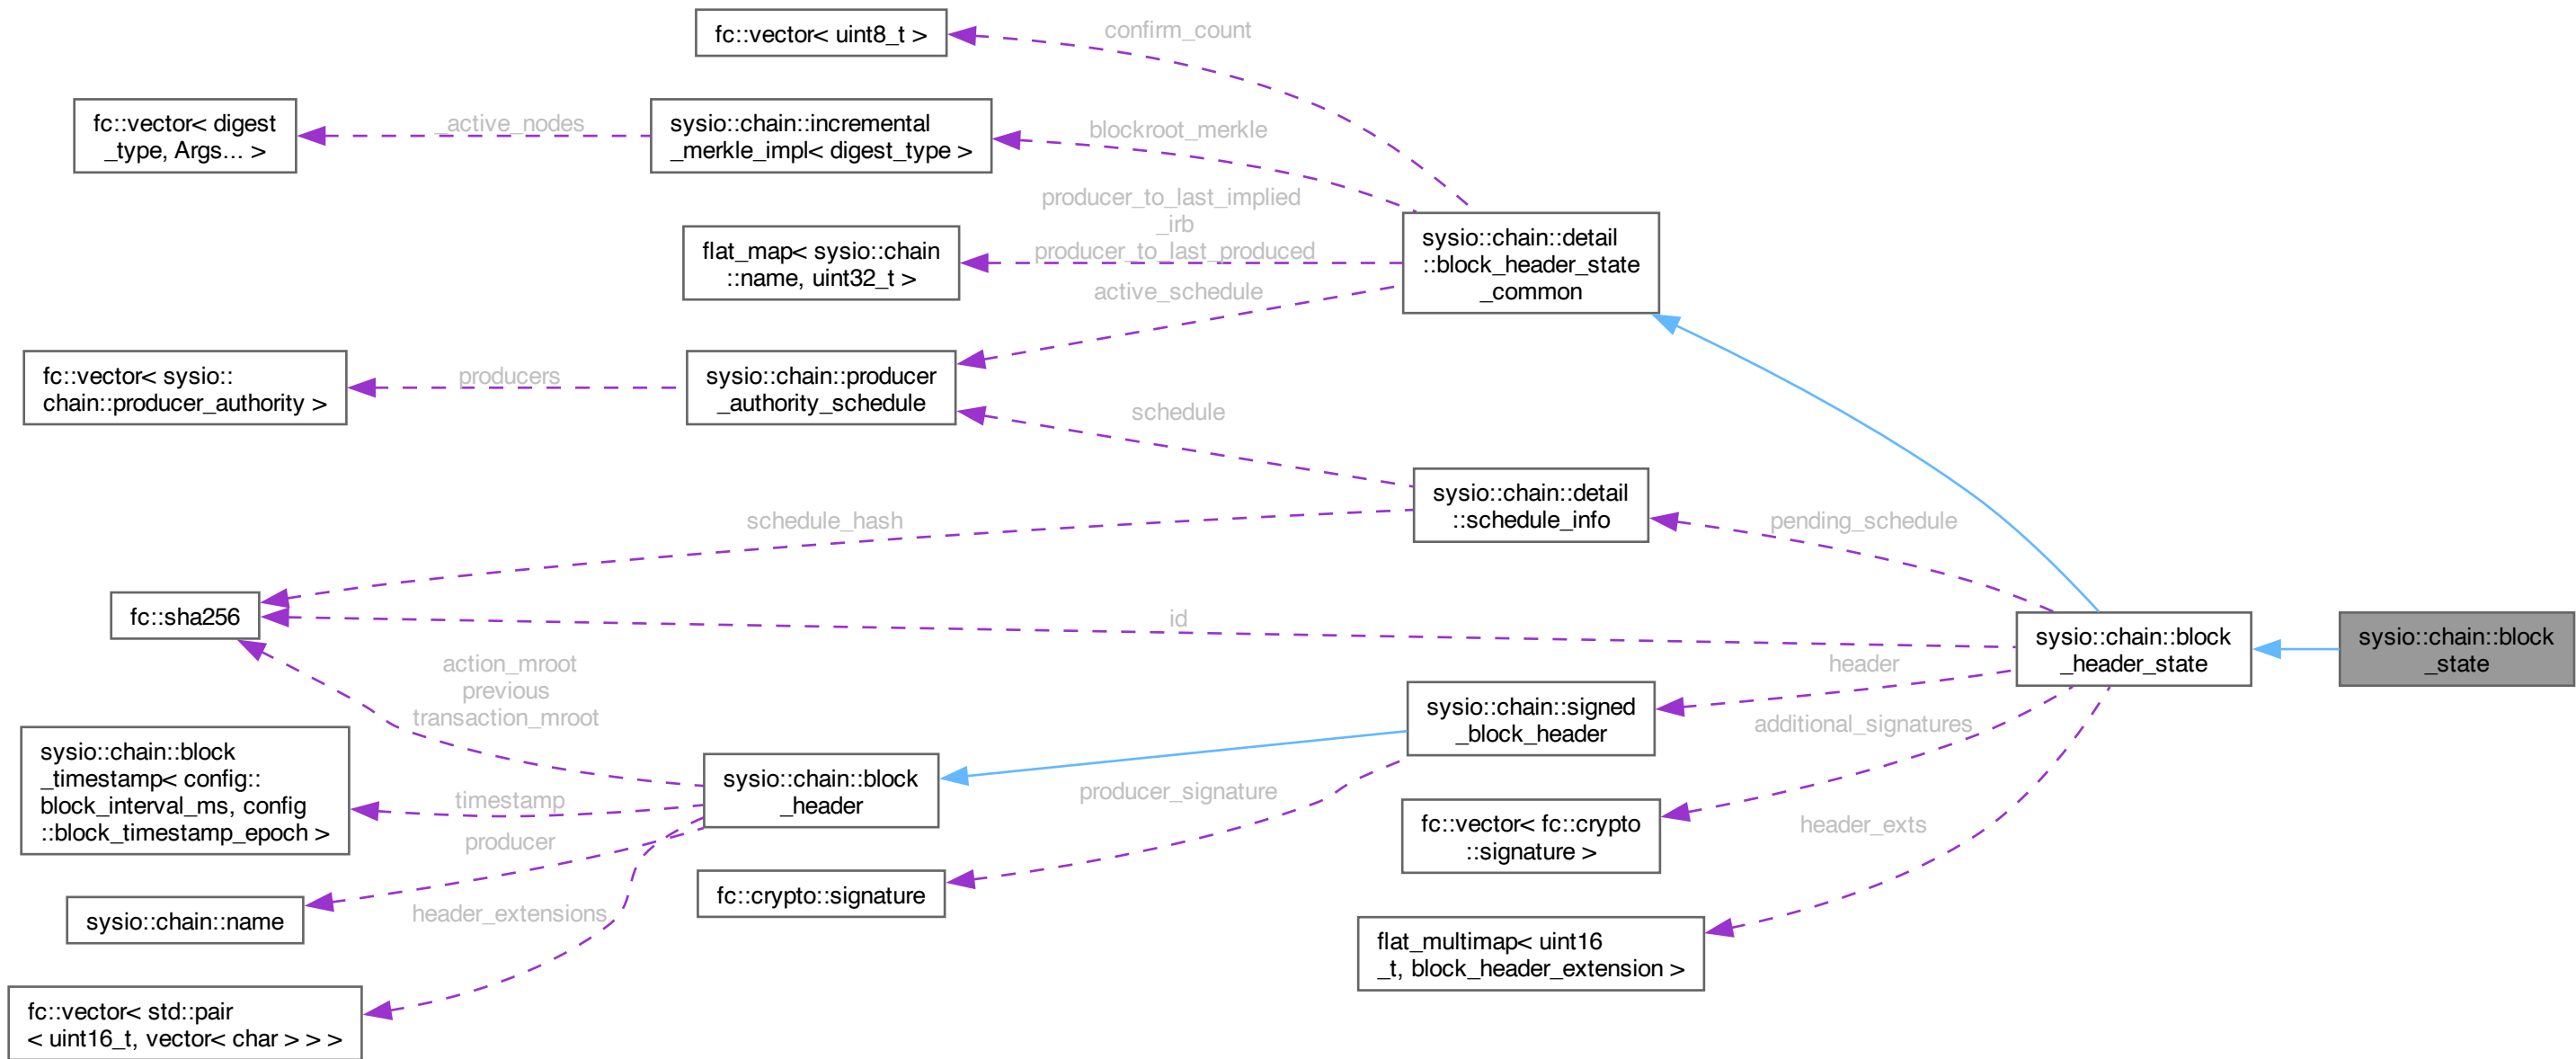 fc::vector< uint8_t >
confirm_count
fc::vector< digest
_type, Args... >
_active_nodes
sysio::chain::incremental
_merkle_impl< digest_type >
blockroot_merkle
flat_map< sysio::chain
::name, uint32_t >
producer_to_last_implied
_irb
producer_to_last_produced
sysio::chain::detail
::block_header_state
_common
active_schedule
fc::vector< sysio::
chain::producer_authority >
producers
sysio::chain::producer
_authority_schedule
schedule
sysio::chain::detail
::schedule_info
schedule_hash
pending_schedule
fc::sha256
id
sysio::chain::block
_header_state
sysio::chain::block
_state
action_mroot
previous
transaction_mroot
header
sysio::chain::signed
_block_header
additional_signatures
sysio::chain::block
_timestamp< config::
block_interval_ms, config
::block_timestamp_epoch >
timestamp
sysio::chain::block
_header
producer_signature
producer
fc::vector< fc::crypto
::signature >
header_exts
sysio::chain::name
header_extensions
fc::crypto::signature
flat_multimap< uint16
_t, block_header_extension >
fc::vector< std::pair
< uint16_t, vector< char > > >